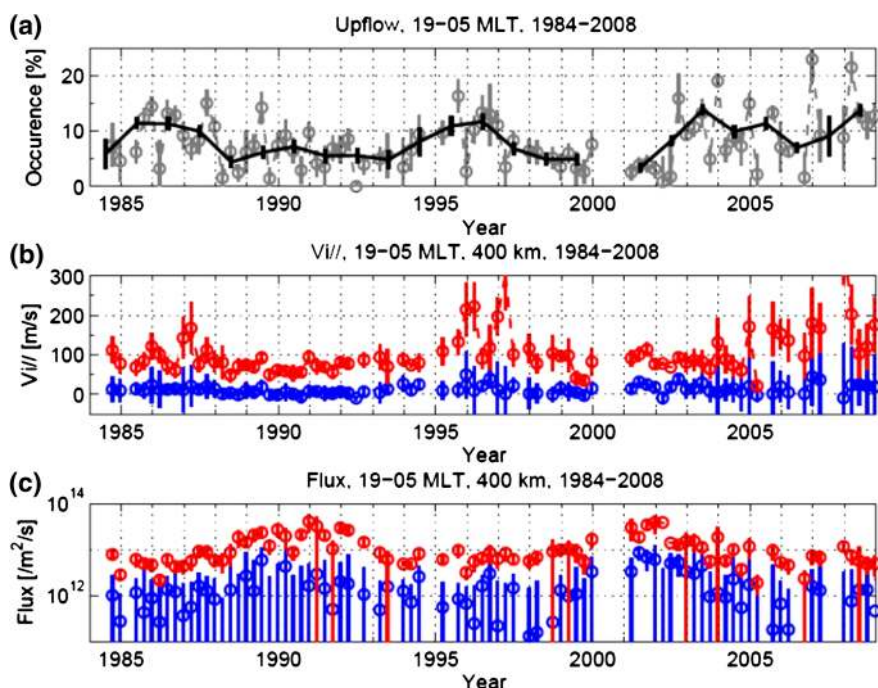 (a) Upflow, 19-05 MLT, 1984-2008
Occurence [%]
20
10
0
1985 1990 1995 2000 2005
Year
(b) Vi//, 19-05 MLT, 400 km, 1984-2008
Vi// [m/s]
300
200
100
0
1985 1990 1995 2000 2005
Year
(c) Flux, 19-05 MLT, 400 km, 1984-2008
Flux [/m^2/s]
10^14
10^12
1985 1990 1995 2000 2005
Year